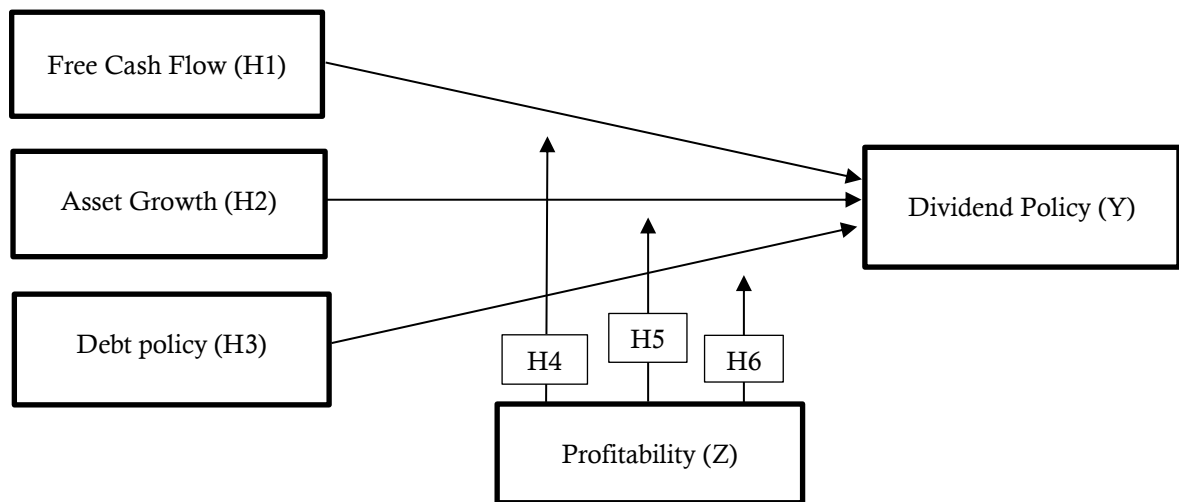 Free Cash Flow (H1)
Asset Growth (H2)
Dividend Policy (Y)
Debt policy (H3)
H4
H5
H6
Profitability (Z)